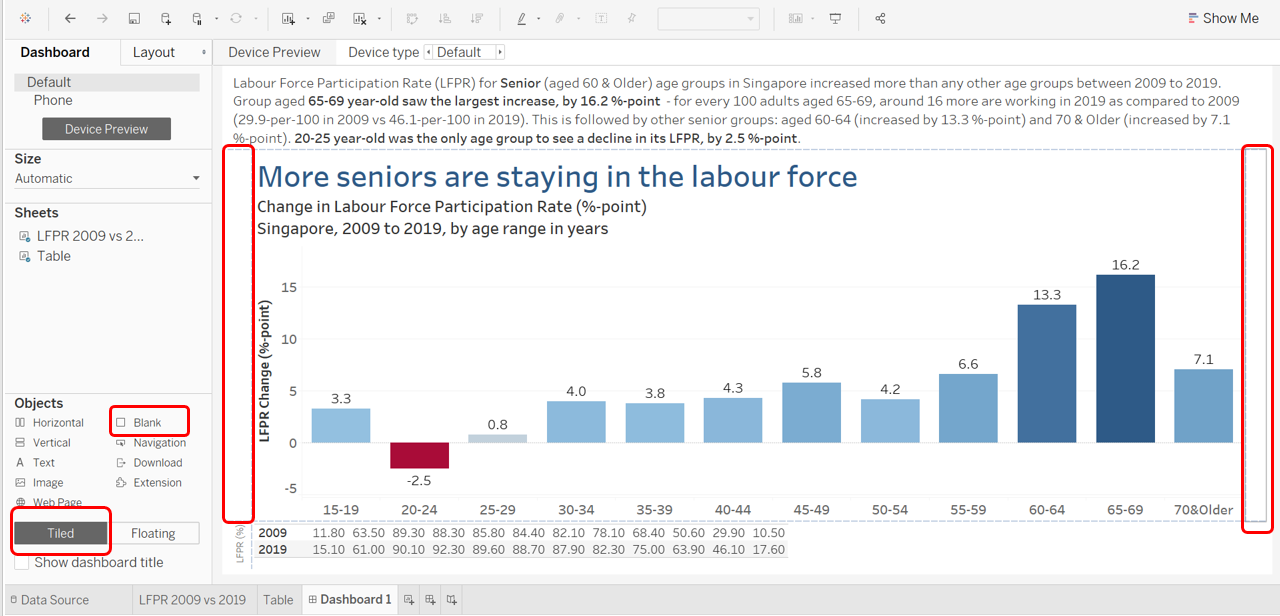 Show Me
Dashboard
Layout
Device Preview
Device type
Default
Default
Phone
Device Preview
Size
Automatic
Sheets
LFPR 2009 vs 2...
Table
Objects
Horizontal
Blank
Vertical
Navigation
Text
Download
Image
Extension
Web Page
Tiled
Floating
Show dashboard title
Labour Force Participation Rate (LFPR) for Senior (aged 60 & Older) age groups in Singapore increased more than any other age groups between 2009 to 2019.
Group aged 65-69 year-old saw the largest increase, by 16.2 %-point - for every 100 adults aged 65-69, around 16 more are working in 2019 as compared to 2009
(29.9-per-100 in 2009 vs 46.1-per-100 in 2019). This is followed by other senior groups: aged 60-64 (increased by 13.3 %-point) and 70 & Older (increased by 7.1
%-point). 20-25 year-old was the only age group to see a decline in its LFPR, by 2.5 %-point.
More seniors are staying in the labour force
Change in Labour Force Participation Rate (%-point)
Singapore, 2009 to 2019, by age range in years
LFPR Change (%-point)
15
10
5
0
-5
3.3
-2.5
0.8
4.0
3.8
4.3
5.8
4.2
6.6
13.3
16.2
7.1
15-19 20-24 25-29 30-34 35-39 40-44 45-49 50-54 55-59 60-64 65-69 70&Older
LFPR (%)
2009 11.80 63.50 89.30 88.30 85.80 84.40 82.10 78.10 68.40 50.60 29.90 10.50
2019 15.10 61.00 90.10 92.30 89.60 88.70 87.90 82.30 75.00 63.90 46.10 17.60
Data Source
LFPR 2009 vs 2019
Table
Dashboard 1